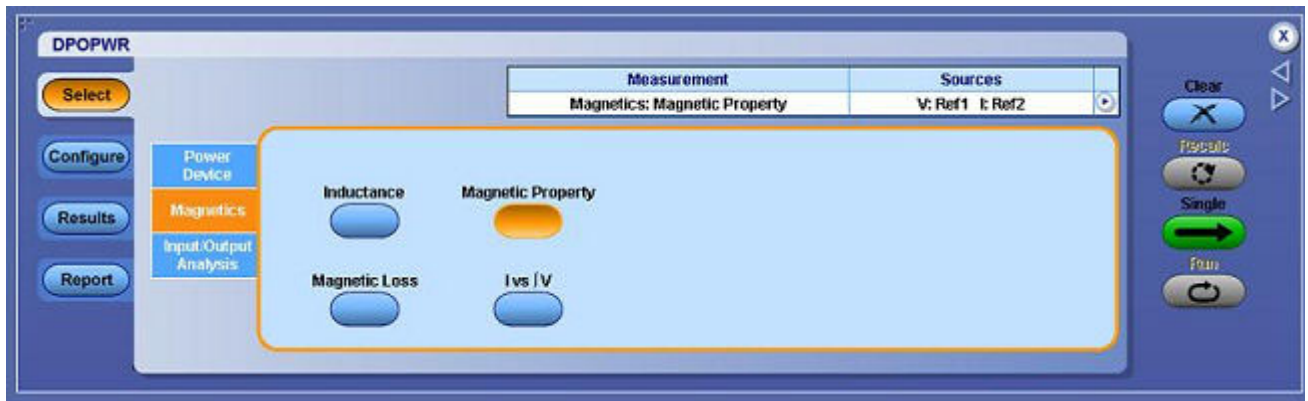 DPOPWR
Select
Configure
Results
Report
Measurement Sources
Magnetics: Magnetic Property V: Ref1 I: Ref2
Power
Device
Magnetics
Input/Output
Analysis
Inductance Magnetic Property
Magnetic Loss I vs ∫V
X
Clear
Recalc
Single
Run